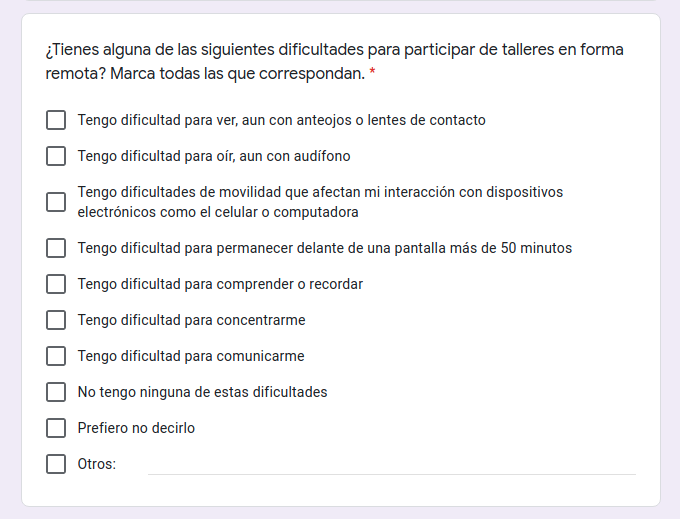 ¿Tienes alguna de las siguientes dificultades para participar de talleres en forma
remota? Marca todas las que correspondan. *
Tengo dificultad para ver, aun con anteojos o lentes de contacto
Tengo dificultad para oír, aun con audífono
Tengo dificultades de movilidad que afectan mi interacción con dispositivos
electrónicos como el celular o computadora
Tengo dificultad para permanecer delante de una pantalla más de 50 minutos
Tengo dificultad para comprender o recordar
Tengo dificultad para concentrarme
Tengo dificultad para comunicarme
No tengo ninguna de estas dificultades
Prefiero no decirlo
Otros: